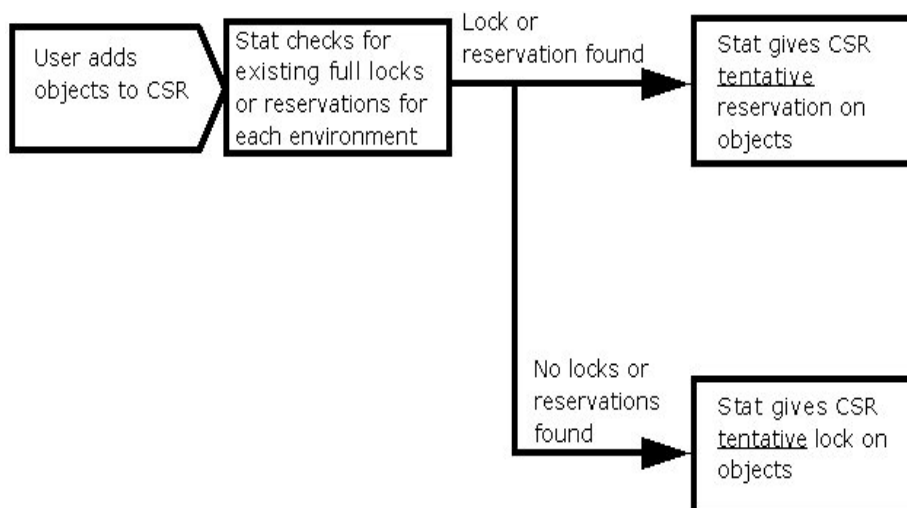 User adds
objects to CSR
Stat checks for
existing full locks
or reservations for
each environment
Lock or
reservation found
Stat gives CSR
tentative
reservation on
objects
No locks or
reservations
found
Stat gives CSR
tentative lock on
objects